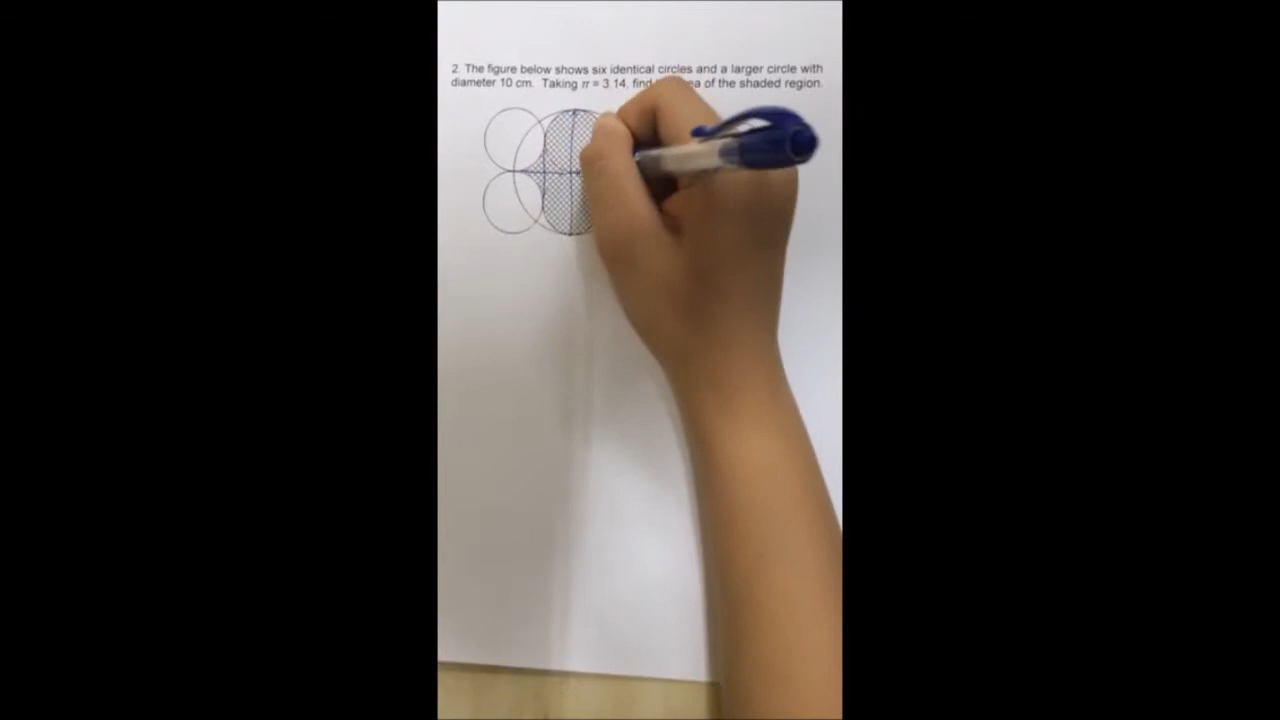 2. The figure below shows six identical circles and a larger circle with
diameter 10 cm. Taking π = 3.14, find of the shaded region.